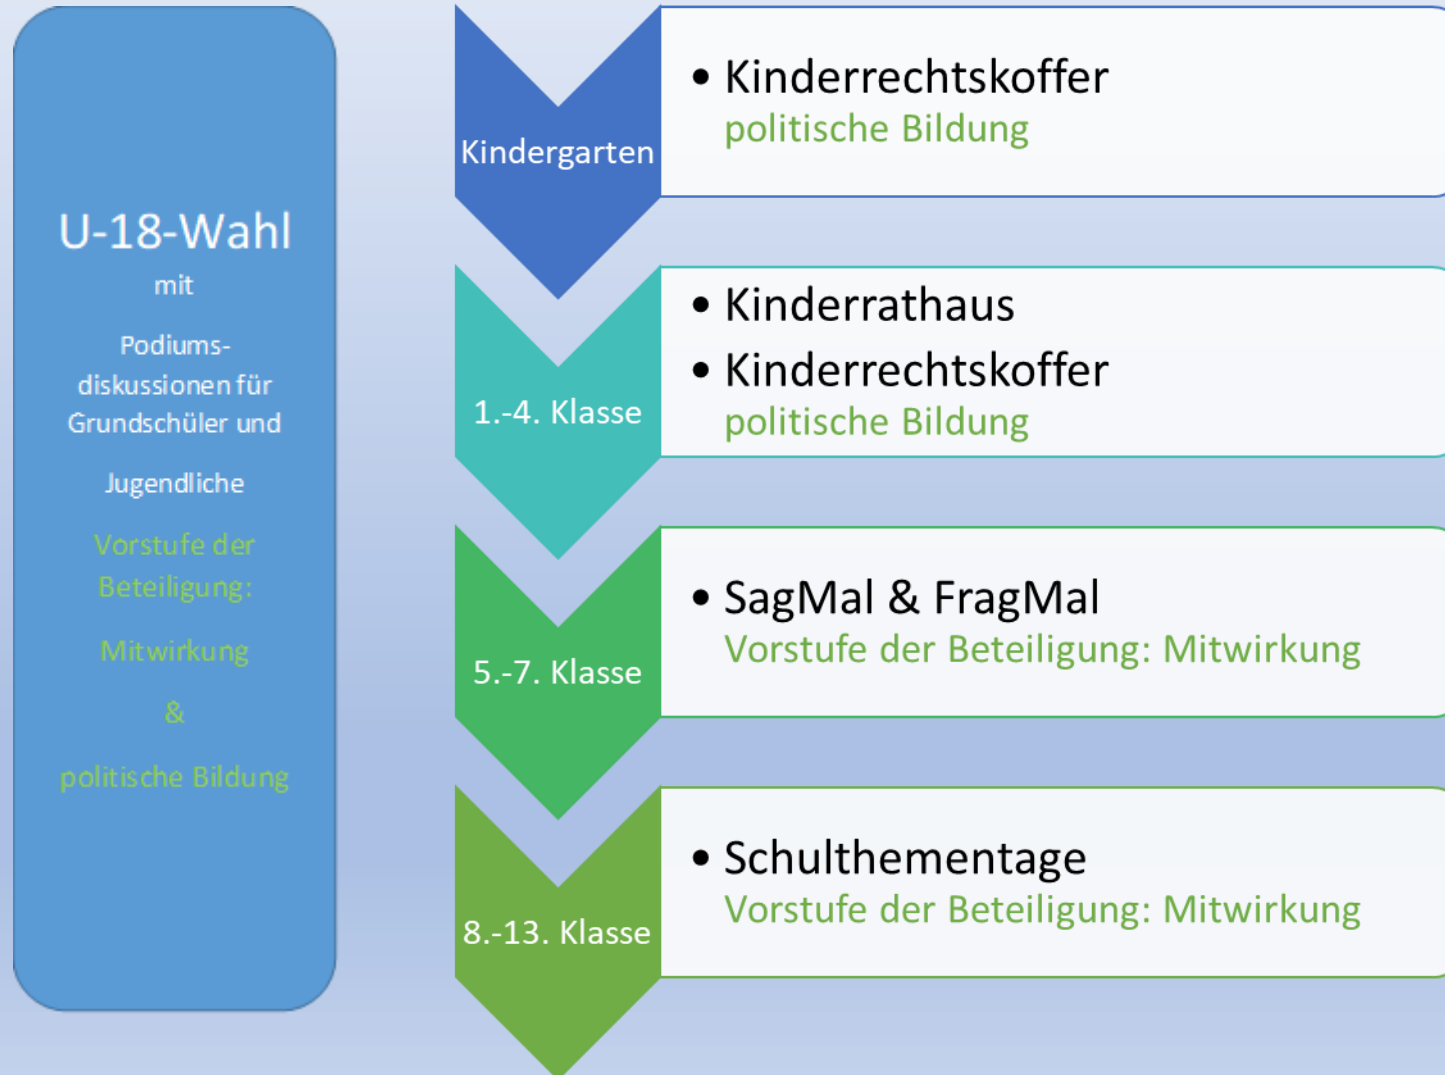 U-18-Wahl
mit
Podiums-
diskussionen für
Grundschüler und
Jugendliche
Vorstufe der
Beteiligung:
Mitwirkung
&
politische Bildung
Kindergarten
• Kinderrechtskoffer
politische Bildung
1.-4. Klasse
• Kinderrathaus
• Kinderrechtskoffer
politische Bildung
5.-7. Klasse
• SagMal & FragMal
Vorstufe der Beteiligung: Mitwirkung
8.-13. Klasse
• Schulthementage
Vorstufe der Beteiligung: Mitwirkung